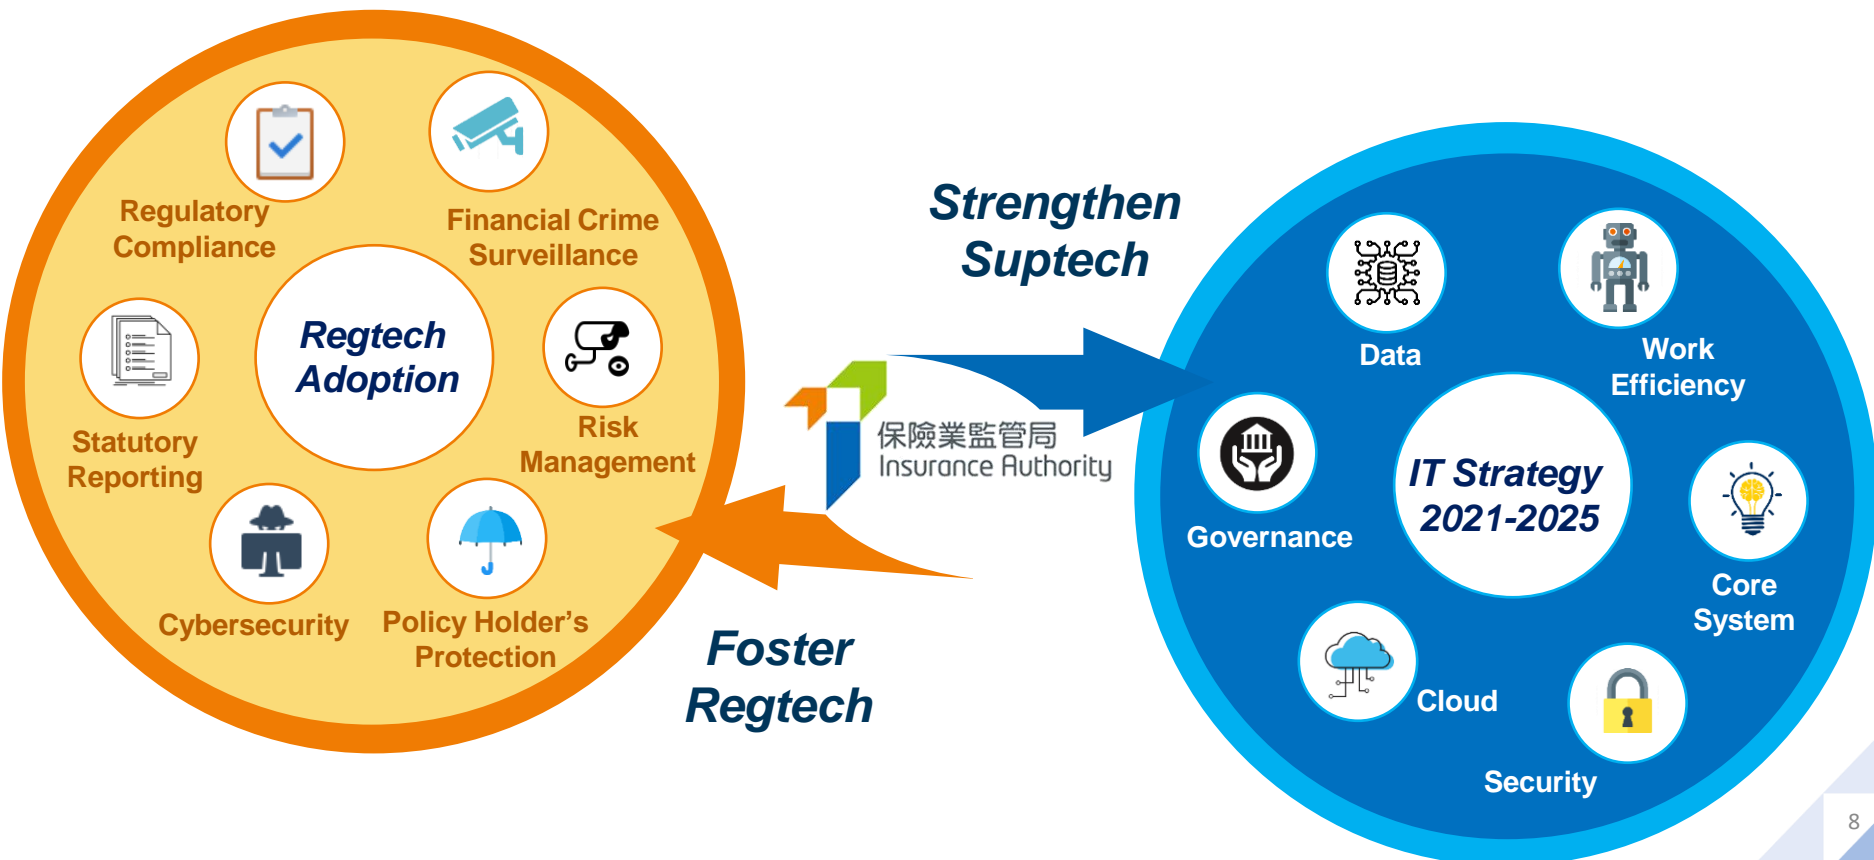 Regulatory
Compliance
Financial Crime
Surveillance
Regtech
Adoption
Statutory
Reporting
Risk
Management
Cybersecurity
Policy Holder’s
Protection
Strengthen
Suptech
保險業監管局
Insurance Authority
Foster
Regtech
Data
Work
Efficiency
Governance
IT Strategy
2021-2025
Core
System
Cloud
Security
8